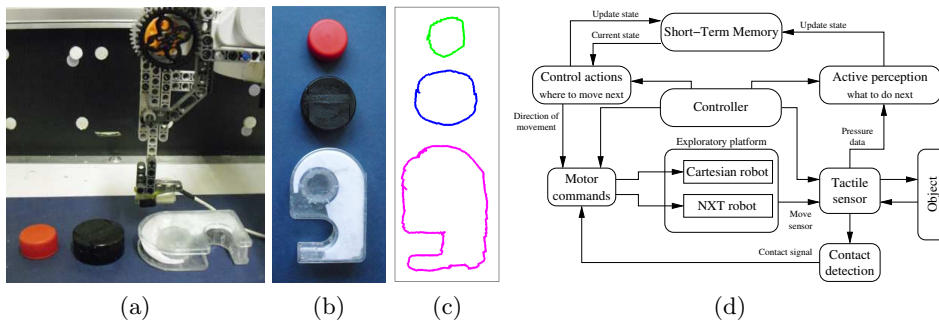 Update state
Short-Term Memory
Update state
Current state
Control actions
where to move next
Active perception
what to do next
Controller
Direction of
movement
Pressure
data
Exploratory platform
Motor
commands
Cartesian robot
NXT robot
Tactile
sensor
Object
Move
sensor
Contact signal
Contact
detection
(a)
(b)
(c)
(d)